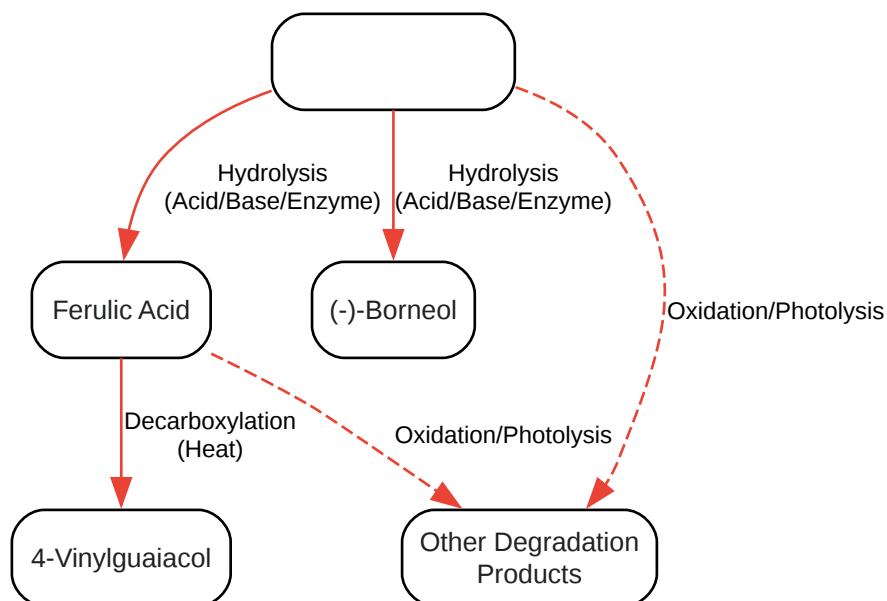 Hydrolysis
(Acid/Base/Enzyme)
Hydrolysis
(Acid/Base/Enzyme)
Ferulic Acid
(-)-Borneol
Oxidation/Photolysis
Decarboxylation
(Heat)
Oxidation/Photolysis
4-Vinylguaiacol
Other Degradation
Products